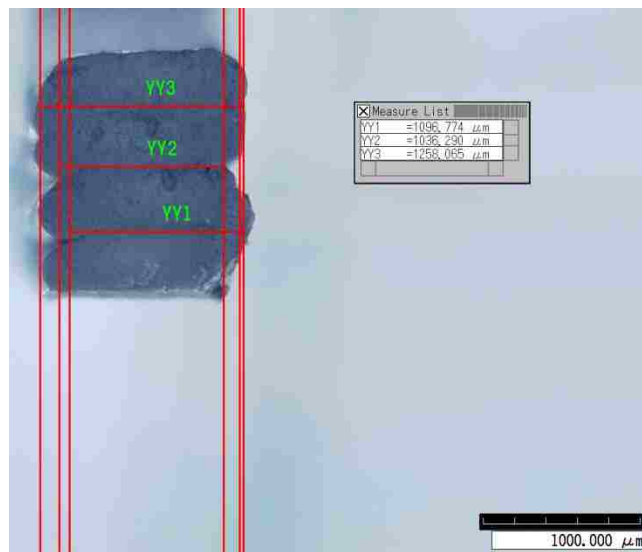 YY3
YY2
YY1
Measure List
YY1 =1096.774 μm
YY2 =1036.290 μm
YY3 =1258.065 μm
1000.000 μm